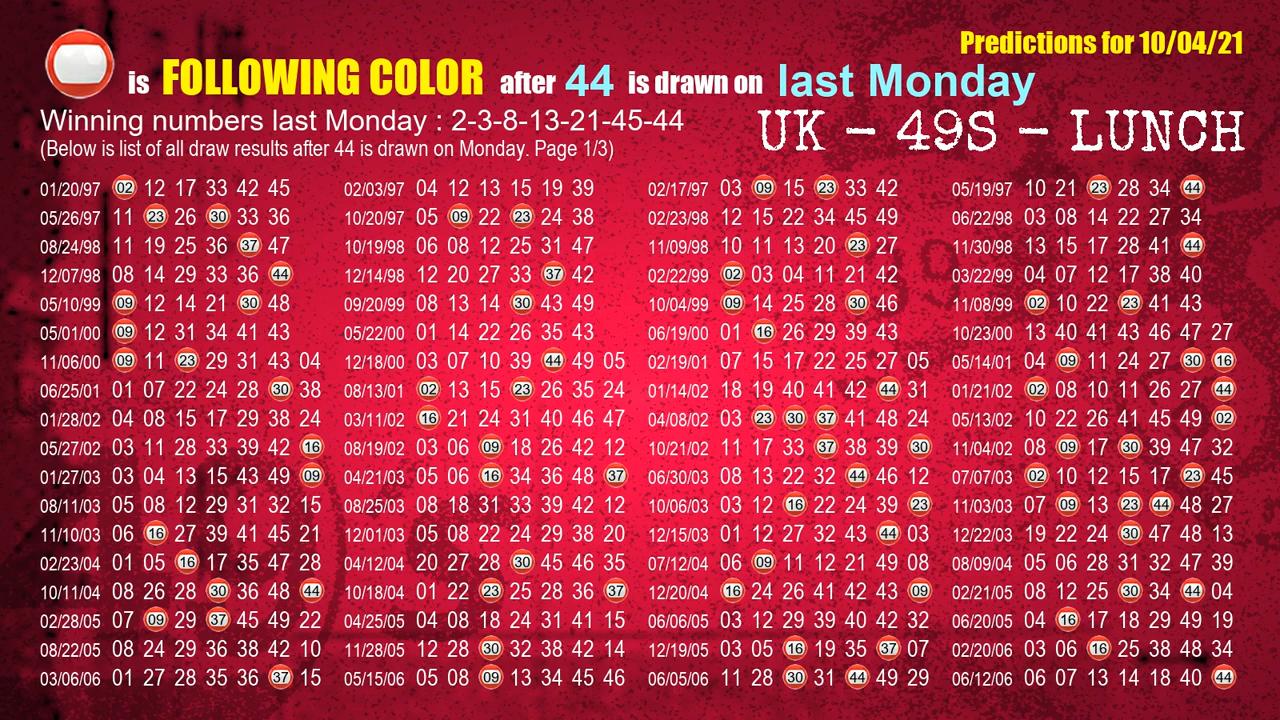 Predictions for 10/04/21
is FOLLOWING COLOR after 44 is drawn on last Monday
Winning numbers last Monday : 2-3-8-13-21-45-44
UK - 49S - LUNCH
(Below is list of all draw results after 44 is drawn on Monday. Page 1/3)
01/20/97 02 12 17 33 42 45 02/03/97 04 12 13 15 19 39 02/17/97 03 09 15 23 33 42 05/19/97 10 21 23 28 34 44
05/26/97 11 23 26 30 33 36 10/20/97 05 09 22 23 24 38 02/23/98 12 15 22 34 45 49 06/22/98 03 08 14 22 27 34
08/24/98 11 19 25 36 37 47 10/19/98 06 08 12 25 31 47 11/09/98 10 11 13 20 23 27 11/30/98 13 15 17 28 41 44
12/07/98 08 14 29 33 36 44 12/14/98 12 20 27 33 37 42 02/22/99 02 03 04 11 21 42 03/22/99 04 07 12 17 38 40
05/10/99 09 12 14 21 30 48 09/20/99 08 13 14 30 43 49 10/04/99 09 14 25 28 30 46 11/08/99 02 10 22 23 41 43
05/01/00 09 12 31 34 41 43 05/22/00 01 14 22 26 35 43 06/19/00 01 16 26 29 39 43 10/23/00 13 40 41 43 46 47 27
11/06/00 09 11 23 29 31 43 04 12/18/00 03 07 10 39 44 49 05 02/19/01 07 15 17 22 25 27 05 05/14/01 04 09 11 24 27 30 16
06/25/01 01 07 22 24 28 30 38 08/13/01 02 13 15 23 26 35 24 01/14/02 18 19 40 41 42 44 31 01/21/02 02 08 10 11 26 27 44
01/28/02 04 08 15 17 29 38 24 03/11/02 16 21 24 31 40 46 47 04/08/02 03 23 30 37 41 48 24 05/13/02 10 22 26 41 45 49 02
05/27/02 03 11 28 33 39 42 16 08/19/02 03 06 09 18 26 42 12 10/21/02 11 17 33 37 38 39 30 11/04/02 08 09 17 30 39 47 32
01/27/03 03 04 13 15 43 49 09 04/21/03 05 06 16 34 36 48 37 06/30/03 08 13 22 32 44 46 12 07/07/03 02 10 12 15 17 23 45
08/11/03 05 08 12 29 31 32 15 08/25/03 08 18 31 33 39 42 12 10/06/03 03 12 16 22 24 39 23 11/03/03 07 09 13 23 44 48 27
11/10/03 06 16 27 39 41 45 21 12/01/03 05 08 22 24 29 38 20 12/15/03 01 12 27 32 43 44 03 12/22/03 19 22 24 30 47 48 13
02/23/04 01 05 16 17 35 47 28 04/12/04 20 27 28 30 45 46 35 07/12/04 06 09 11 12 21 49 08 08/09/04 05 06 28 31 32 47 39
10/11/04 08 26 28 30 36 48 44 10/18/04 01 22 23 25 28 36 37 12/20/04 16 24 26 41 42 43 09 02/21/05 08 12 25 30 34 44 04
02/28/05 07 09 29 37 45 49 22 04/25/05 04 08 18 24 31 41 15 06/06/05 03 12 29 39 40 42 32 06/20/05 04 16 17 18 29 49 19
08/22/05 08 24 29 36 38 42 10 11/28/05 12 28 30 32 38 42 14 12/19/05 03 05 16 19 35 37 07 02/20/06 03 06 16 25 38 48 34
03/06/06 01 27 28 35 36 37 15 05/15/06 05 08 09 13 34 45 46 06/05/06 11 28 30 31 44 49 29 06/12/06 06 07 13 14 18 40 44